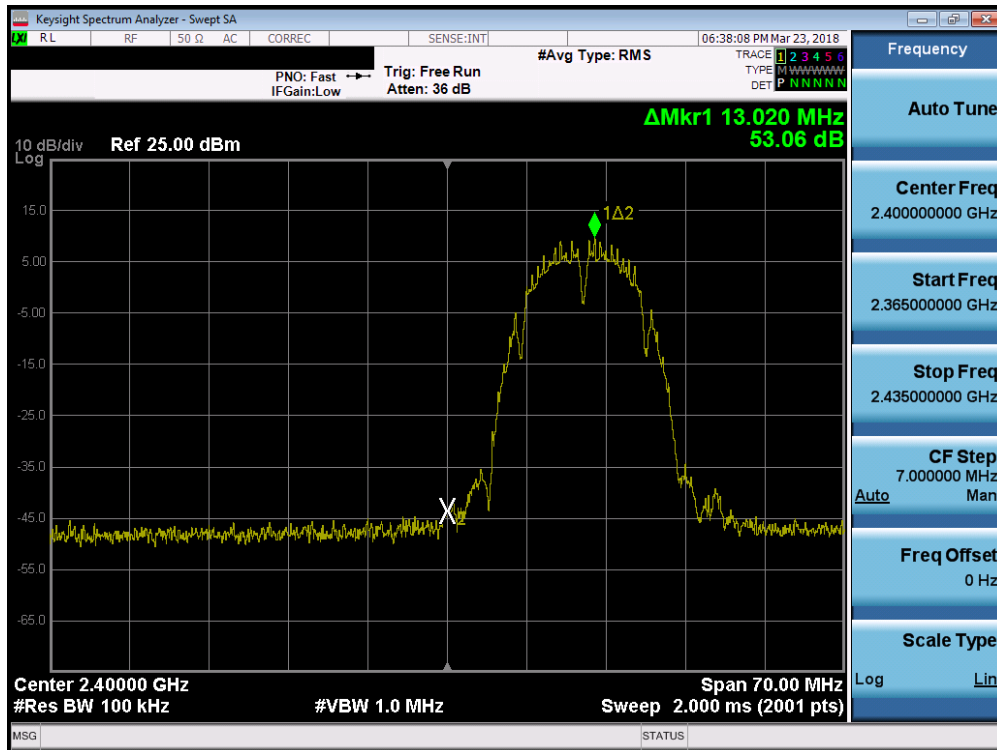 Keysight Spectrum Analyzer - Swept SA
LXI RL RF 50 Ω AC CORREC SENSE:INT 06:38:08 PM Mar 23, 2018
Frequency
#Avg Type: RMS
TRACE 1 2 3 4 5 6
TYPE M WWWWW
DET P N N N N N
PNO: Fast
IFGain:Low
Trig: Free Run
Atten: 36 dB
ΔMkr1 13.020 MHz
53.06 dB
10 dB/div Ref 25.00 dBm
Log
15.0
5.00
-5.00
-15.0
-25.0
-35.0
-45.0
-55.0
-65.0
1Δ2
X2
Center 2.40000 GHz
#Res BW 100 kHz
#VBW 1.0 MHz
Span 70.00 MHz
Sweep 2.000 ms (2001 pts)
MSG
STATUS
Auto Tune
Center Freq
2.400000000 GHz
Start Freq
2.365000000 GHz
Stop Freq
2.435000000 GHz
CF Step
7.000000 MHz
Auto Man
Freq Offset
0 Hz
Scale Type
Log Lin